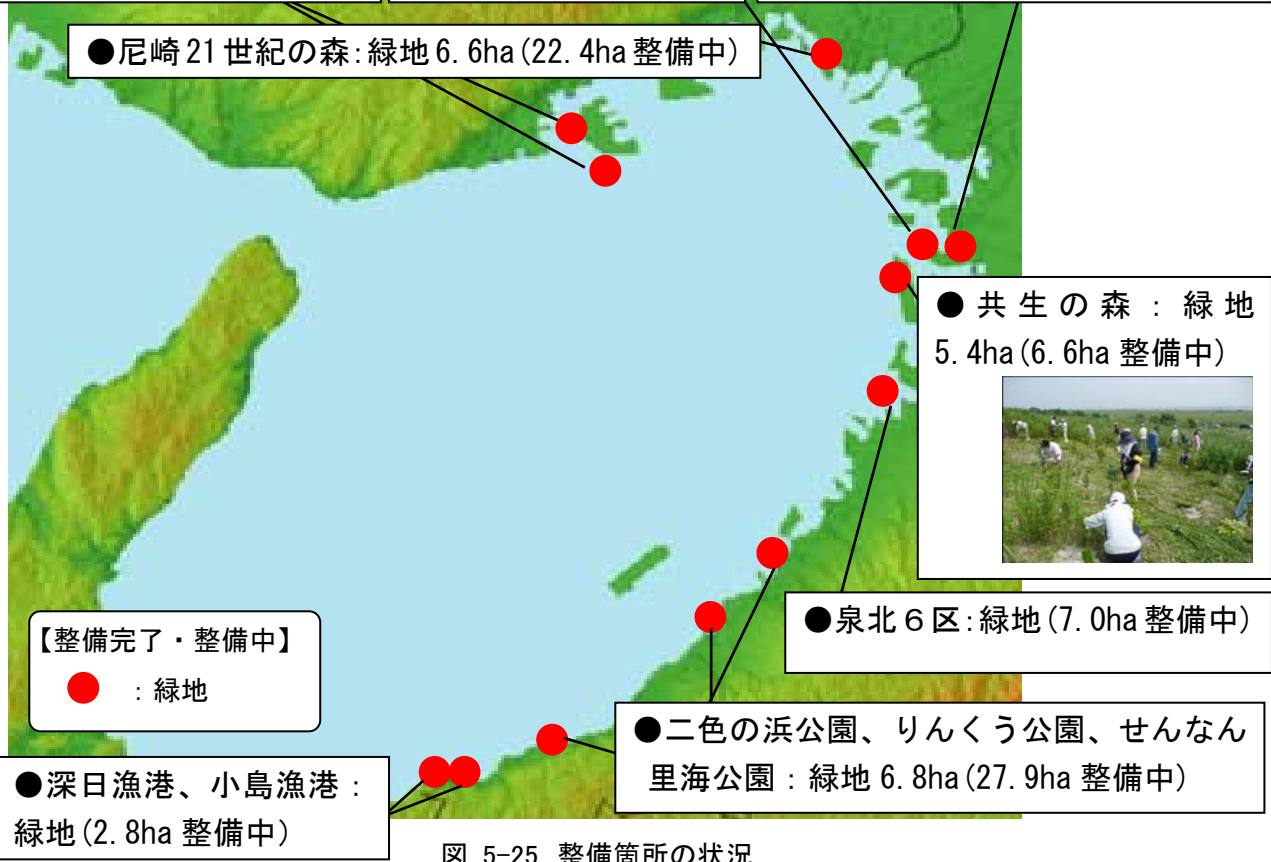 ●尼崎21世紀の森:緑地6.6ha(22.4ha整備中)
●共生の森:緑地
5.4ha(6.6ha整備中)
●泉北6区:緑地(7.0ha整備中)
【整備完了・整備中】
●:緑地
●二色の浜公園、りんくう公園、せんなん
里海公園:緑地6.8ha(27.9ha整備中)
●深日漁港、小島漁港:
緑地(2.8ha整備中)
図 5-25 整備箇所の状況